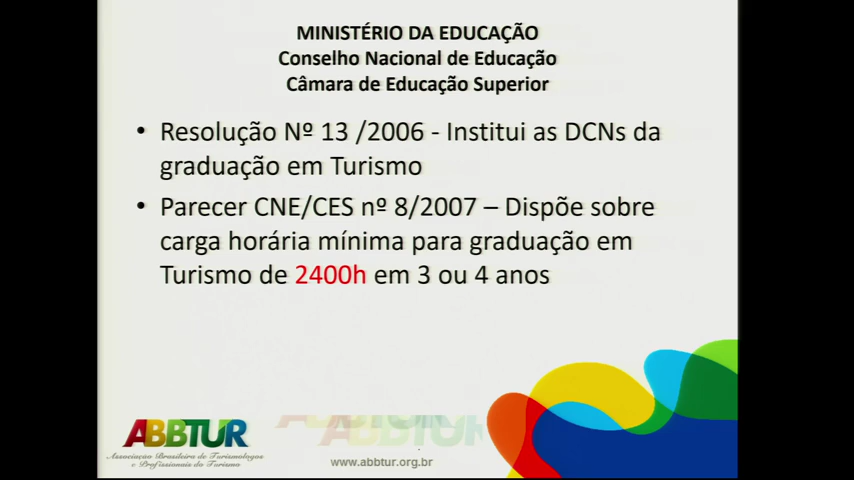 MINISTÉRIO DA EDUCAÇÃO
Conselho Nacional de Educação
Câmara de Educação Superior
• Resolução Nº 13 /2006 - Institui as DCNs da
graduação em Turismo
• Parecer CNE/CES nº 8/2007 – Dispõe sobre
carga horária mínima para graduação em
Turismo de 2400h em 3 ou 4 anos
ABBTUR
ABBTUR
Associação Brasileira de Turismólogos
e Profissionais do Turismo
www.abbtur.org.br